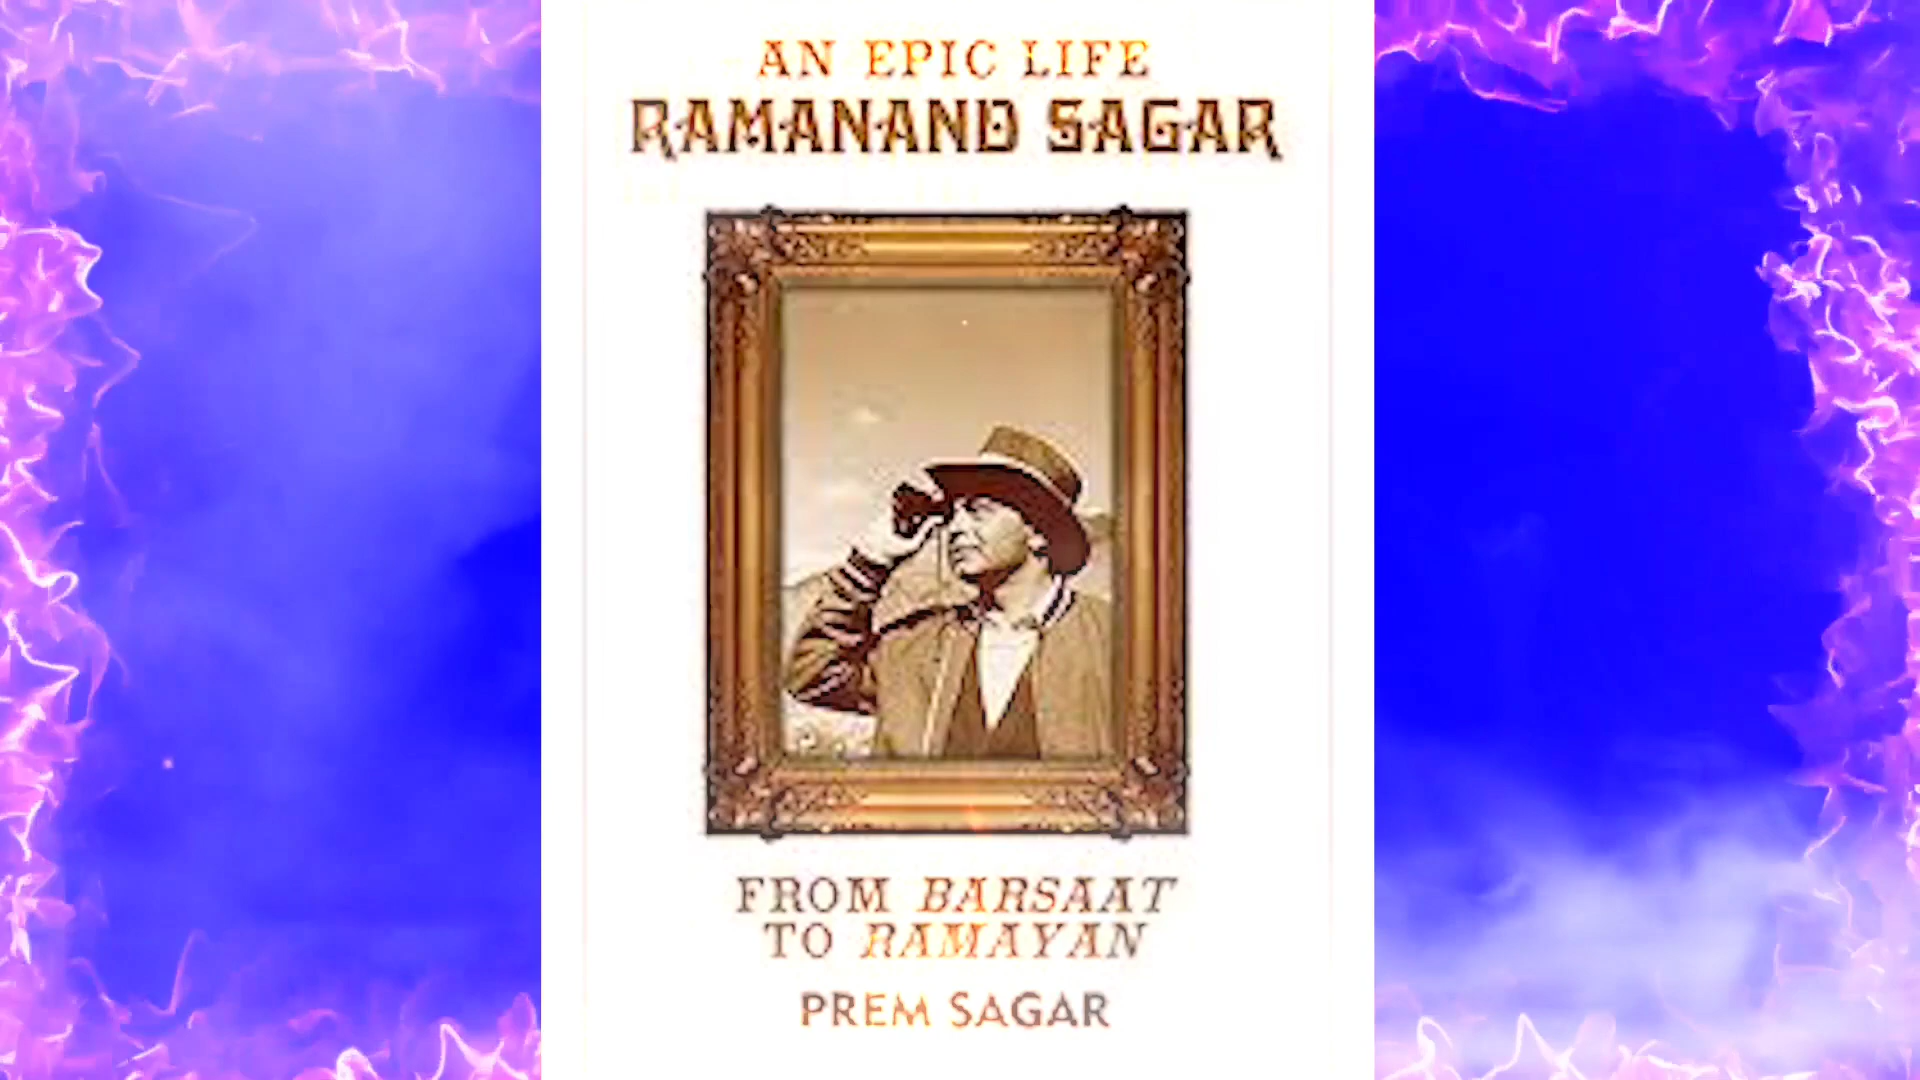 AN EPIC LIFE
RAMANAND SAGAR
FROM BARSAAT
TO RAMAYAN
PREM SAGAR